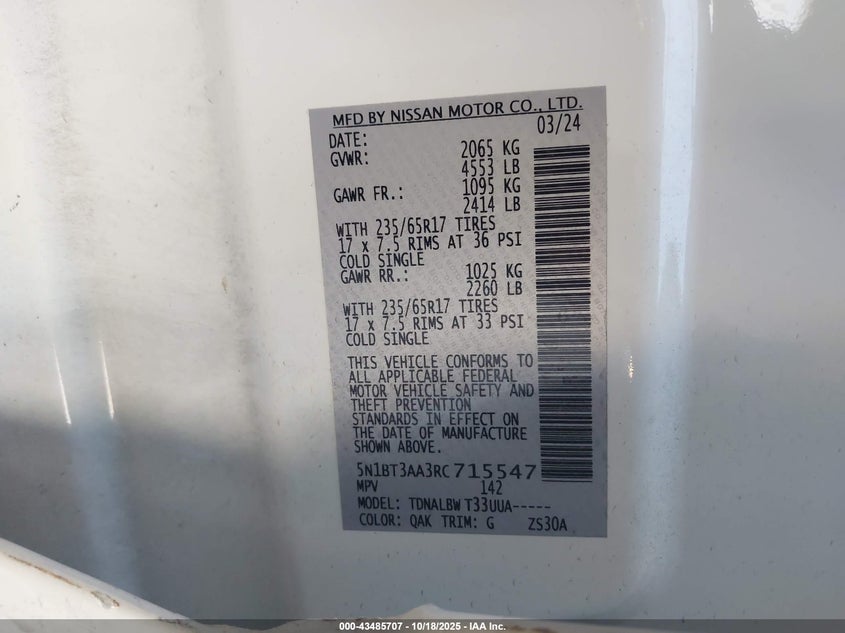 MFD BY NISSAN MOTOR CO., LTD.
DATE: 03/24
GVWR: 2065 KG
4553 LB
GAWR FR.: 1095 KG
2414 LB
WITH 235/65R17 TIRES
17 x 7.5 RIMS AT 36 PSI
COLD SINGLE
GAWR RR.: 1025 KG
2260 LB
WITH 235/65R17 TIRES
17 x 7.5 RIMS AT 33 PSI
COLD SINGLE
THIS VEHICLE CONFORMS TO
ALL APPLICABLE FEDERAL
MOTOR VEHICLE SAFETY AND
THEFT PREVENTION
STANDARDS IN EFFECT ON
THE DATE OF MANUFACTURE
SHOWN ABOVE.
5N1BT3AA3RC715547
MPV 142
MODEL: TDNALBW T33UUA-----
COLOR: QAK TRIM: G ZS30A
000-43485707 - 10/18/2025 - IAA Inc.